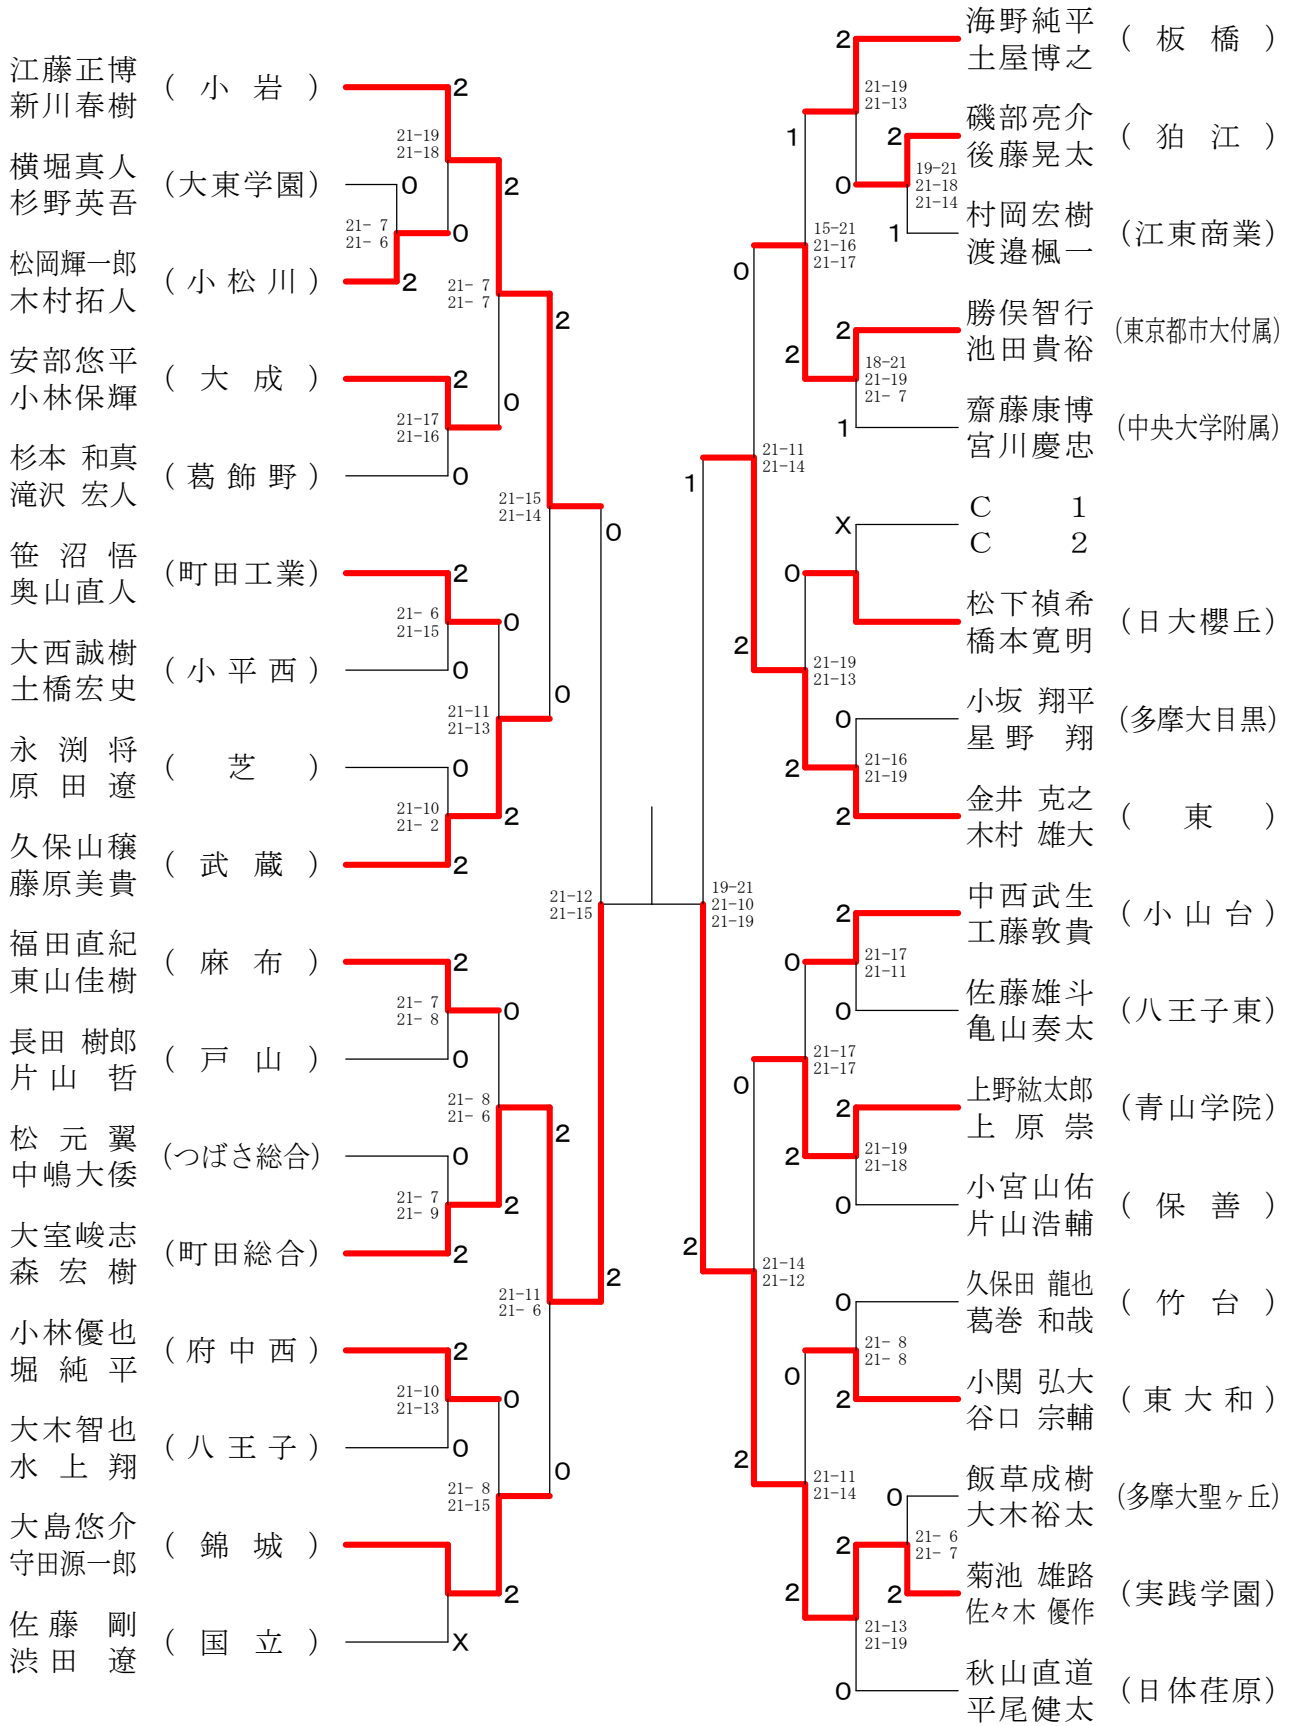 江藤正博
新川春樹
(小岩)
2
21-19
21-18
横堀真人
杉野英吾
(大東学園)
0
2
21- 7
21- 6
0
松岡輝一郎
木村拓人
(小松川)
2
21- 7
21- 7
2
安部悠平
小林保輝
(大成)
2
0
21-17
21-16
杉本 和真
滝沢 宏人
(葛飾野)
0
21-15
21-14
0
笹沼悟
奥山直人
(町田工業)
2
21- 6
21-15
0
大西誠樹
土橋宏史
(小平西)
0
0
21-11
21-13
永渕将
原田遼
(芝)
0
21-10
21- 2
2
久保山穣
藤原美貴
(武蔵)
2
21-12
21-15
福田直紀
東山佳樹
(麻布)
2
21- 7
21- 8
0
長田 樹郎
片山 哲
(戸山)
0
21- 8
21- 6
2
松元翼
中嶋大倭
(つばさ総合)
0
21- 7
21- 9
2
大室峻志
森宏樹
(町田総合)
2
2
21-11
21- 6
小林優也
堀純平
(府中西)
2
21-10
21-13
0
大木智也
水上翔
(八王子)
0
0
21- 8
21-15
大島悠介
守田源一郎
(錦城)
2
佐藤剛
渋田遼
(国立)
X
海野純平
土屋博之
(板橋)
2
21-19
21-13
1
磯部亮介
後藤晃太
(狛江)
2
19-21
21-18
21-14
0
村岡宏樹
渡邉楓一
(江東商業)
1
15-21
21-16
21-17
0
勝俣智行
池田貴裕
(東京都市大付属)
2
2
18-21
21-19
21- 7
齋藤康博
宮川慶忠
(中央大学附属)
1
21-11
21-14
1
C 1
C 2
X
0
松下禎希
橋本寛明
(日大櫻丘)
2
21-19
21-13
小坂 翔平
星野 翔
(多摩大目黒)
0
21-16
21-19
2
金井 克之
木村 雄大
(東)
2
19-21
21-10
21-19
中西武生
工藤敦貴
(小山台)
2
21-17
21-11
0
佐藤雄斗
亀山奏太
(八王子東)
0
21-17
21-17
0
上野紘太郎
上原崇
(青山学院)
2
21-19
21-18
2
小宮山佑
片山浩輔
(保善)
0
2
21-14
21-12
久保田 龍也
葛巻 和哉
(竹台)
0
21- 8
21- 8
0
小関 弘大
谷口 宗輔
(東大和)
2
2
21-11
21-14
飯草成樹
大木裕太
(多摩大聖ヶ丘)
0
21- 6
21- 7
2
菊池 雄路
佐々木 優作
(実践学園)
2
2
21-13
21-19
秋山直道
平尾健太
(日体荏原)
0